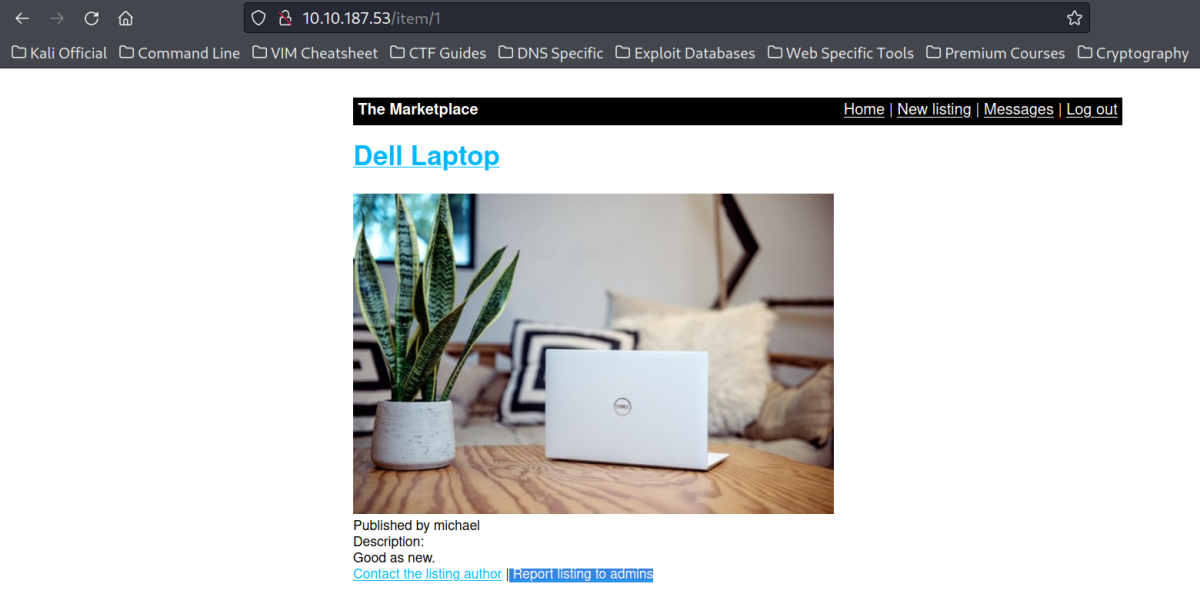 10.10.187.53/item/1
Kali Official Command Line VIM Cheatsheet CTF Guides DNS Specific Exploit Databases Web Specific Tools Premium Courses Cryptography
The Marketplace Home | New listing | Messages | Log out
Dell Laptop
DELL
Published by michael
Description:
Good as new.
Contact the listing author | Report listing to admins